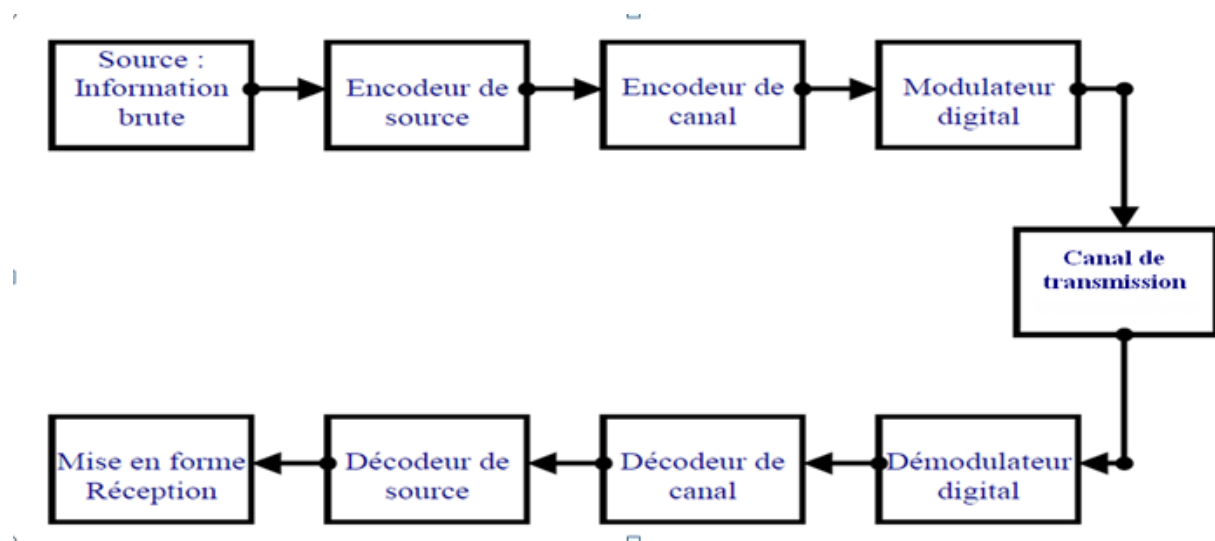 Source :
Information
brute
Encodeur de
source
Encodeur de
canal
Modulateur
digital
Canal de
transmission
Mise en forme
Réception
Décodeur de
source
Décodeur de
canal
Démodulateur
digital